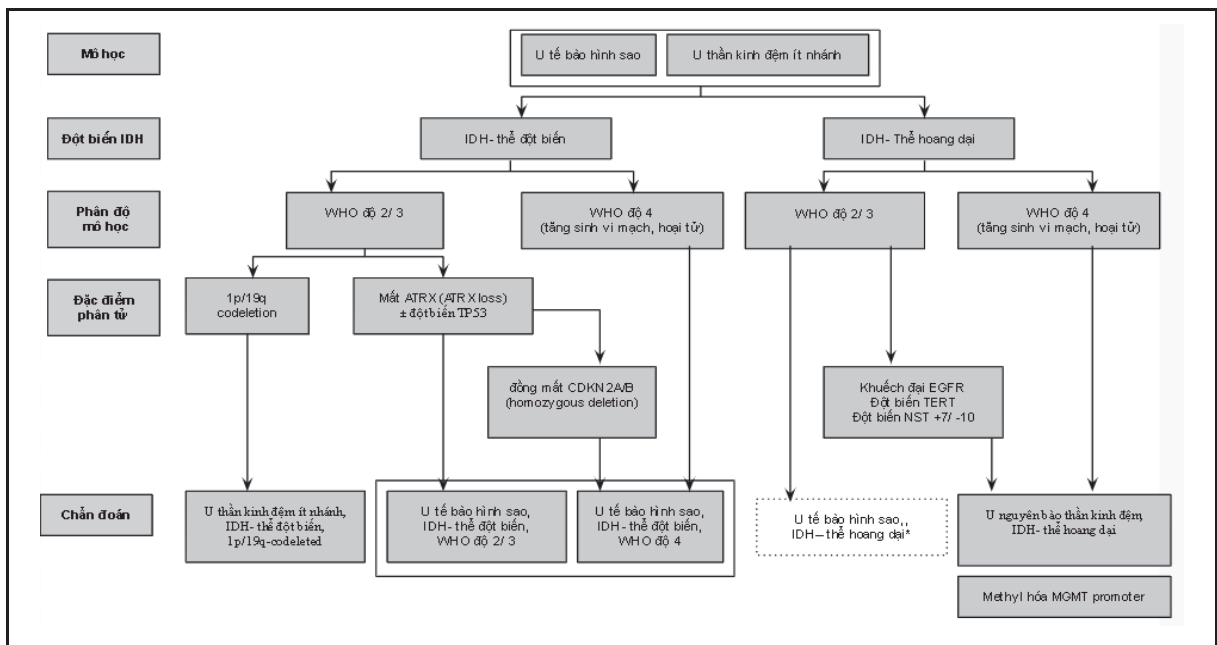 Mô học
U tế bào hình sao
U thần kinh đệm ít nhánh
Đột biến IDH
IDH- thể đột biến
IDH- Thể hoang dại
Phân độ
mô học
WHO độ 2/ 3
WHO độ 4
(tăng sinh vi mạch, hoại tử)
WHO độ 2/ 3
WHO độ 4
(tăng sinh vi mạch, hoại tử)
Đặc điểm
phân tử
1p/19q
codeletion
Mất ATRX (ATRX loss)
± đột biến TP53
đồng mất CDKN2A/B
(homozygous deletion)
Khuếch đại EGFR
Đột biến TERT
Đột biến NST +7/ -10
Chẩn đoán
U thần kinh đệm ít nhánh,
IDH- thể đột biến,
1p/19q-codeleted
U tế bào hình sao,
IDH- thể đột biến,
WHO độ 2/ 3
U tế bào hình sao,
IDH- thể đột biến,
WHO độ 4
U tế bào hình sao,,
IDH–thể hoang dại*
U nguyên bào thần kinh đệm,
IDH- thể hoang dại
Methyl hóa MGMT promoter